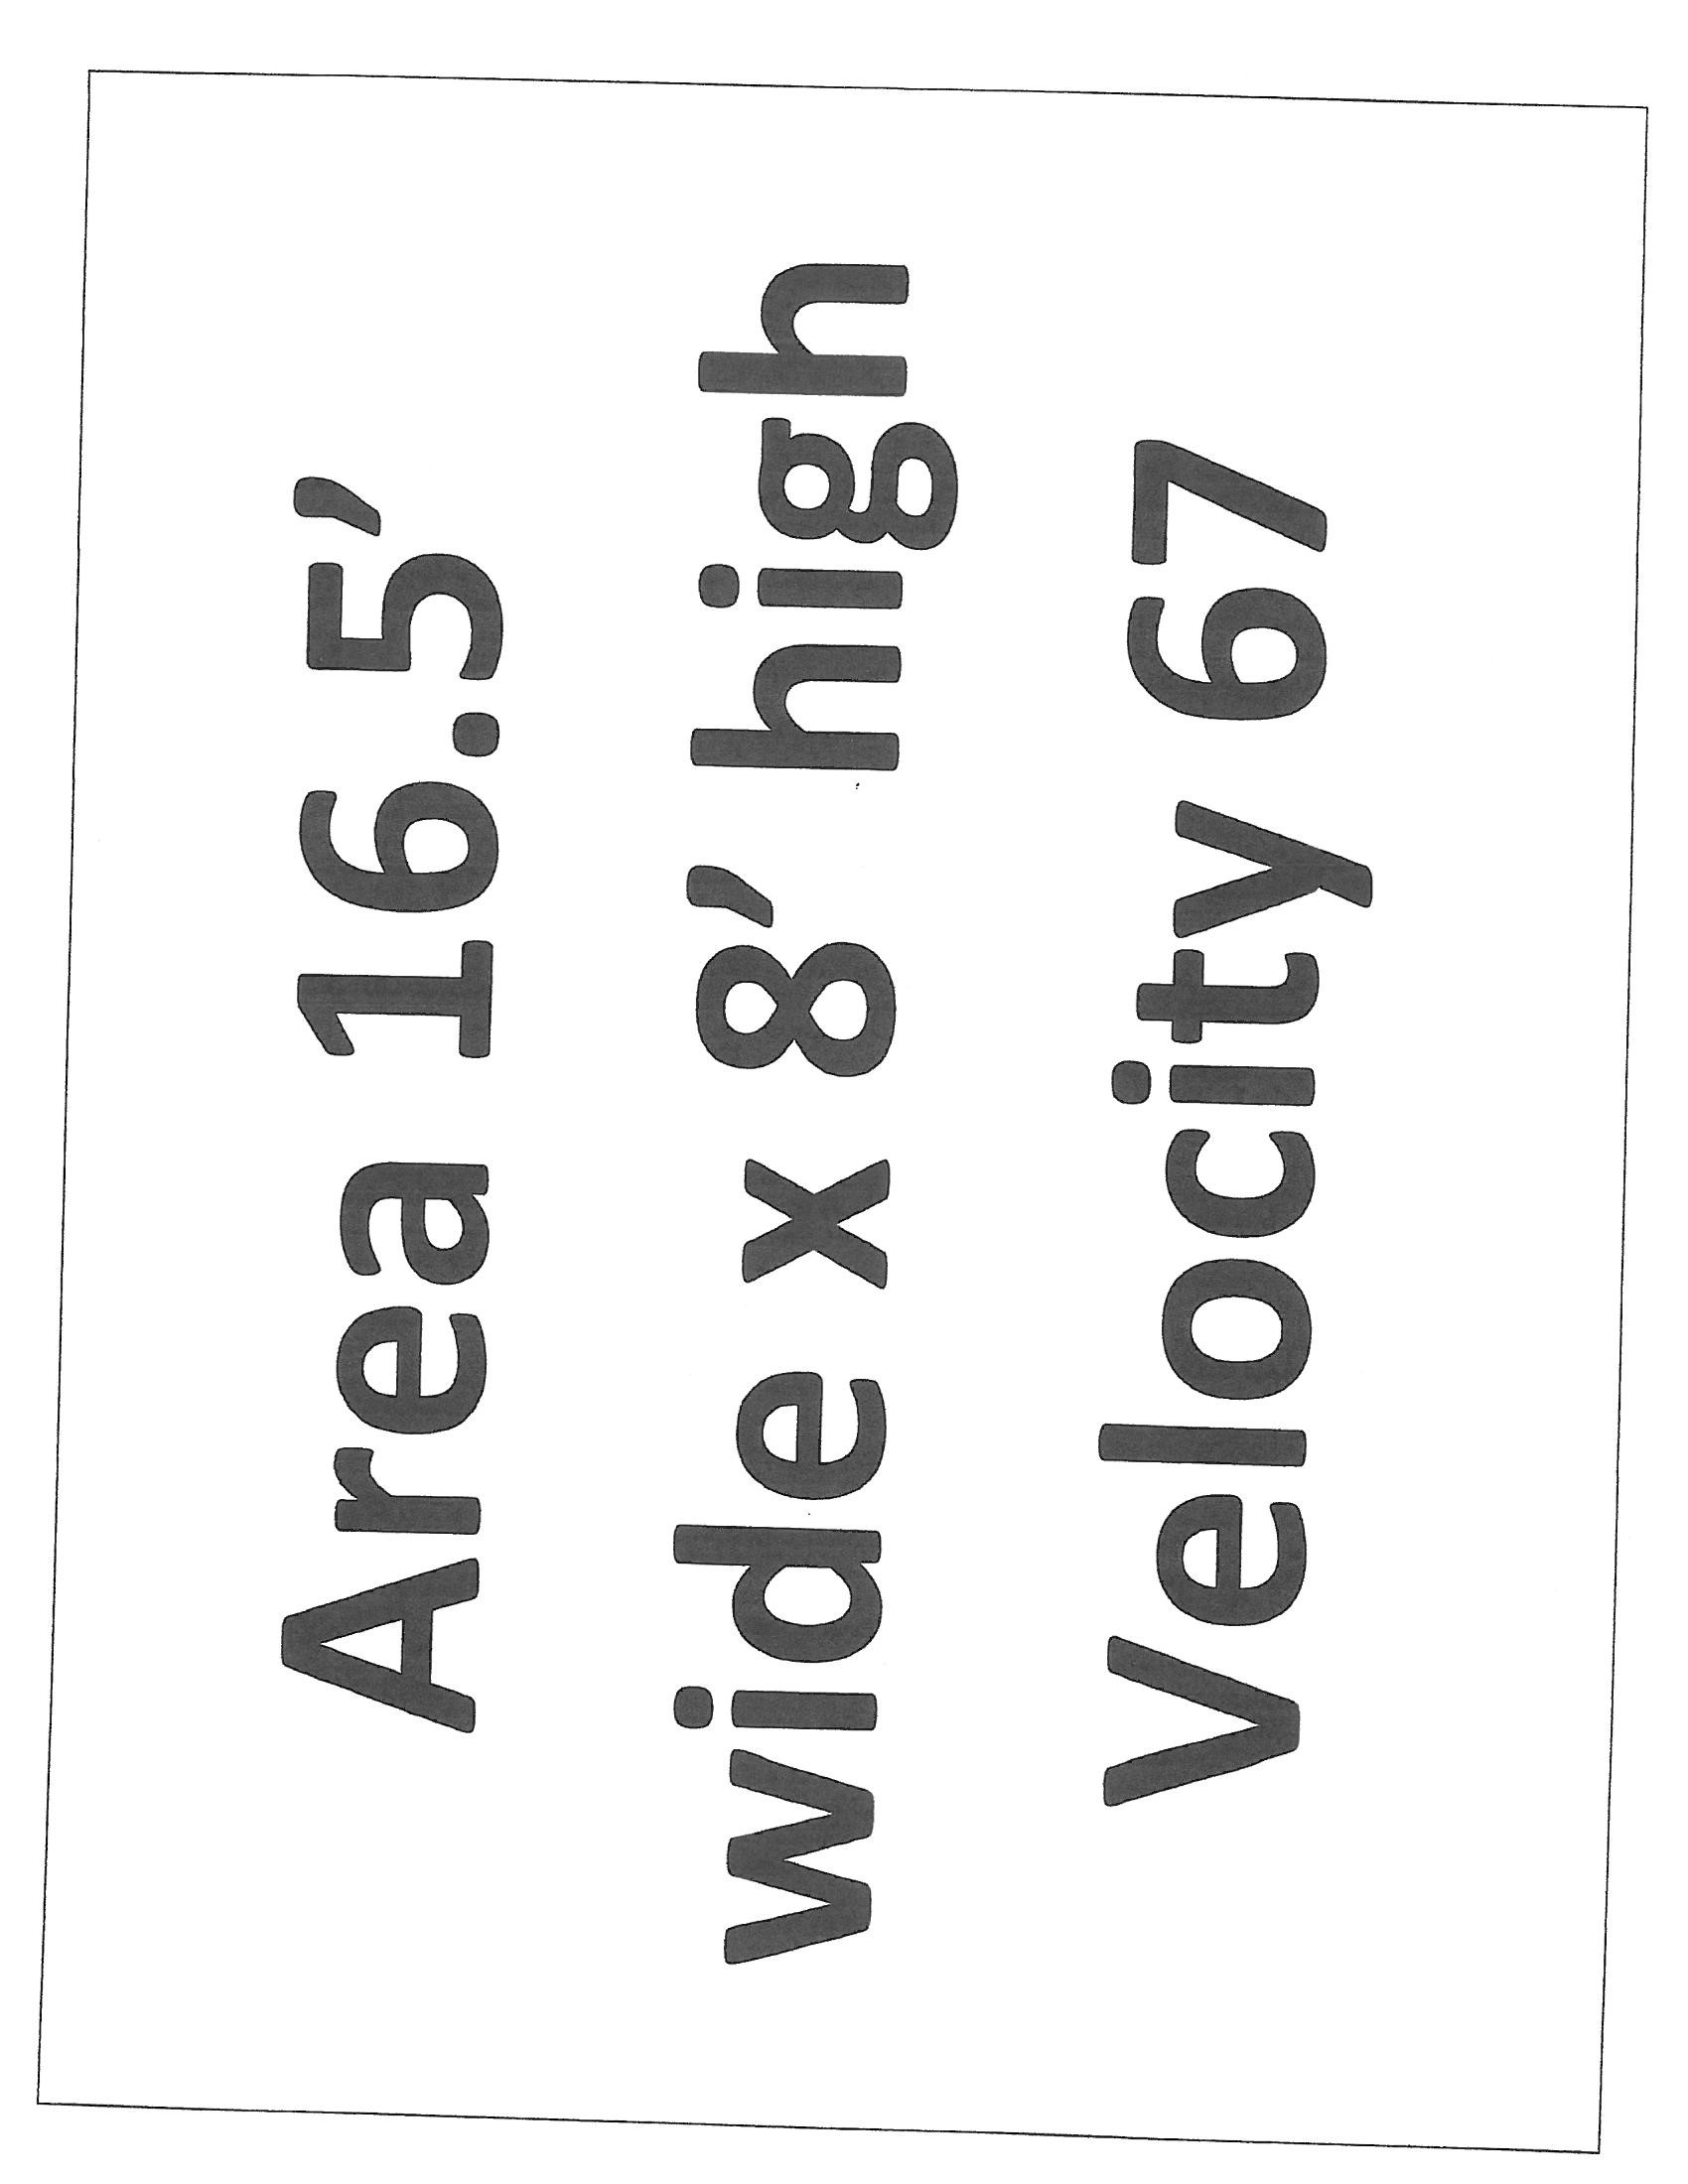 Area 16.5’
wide x 8’ high
Velocity 67